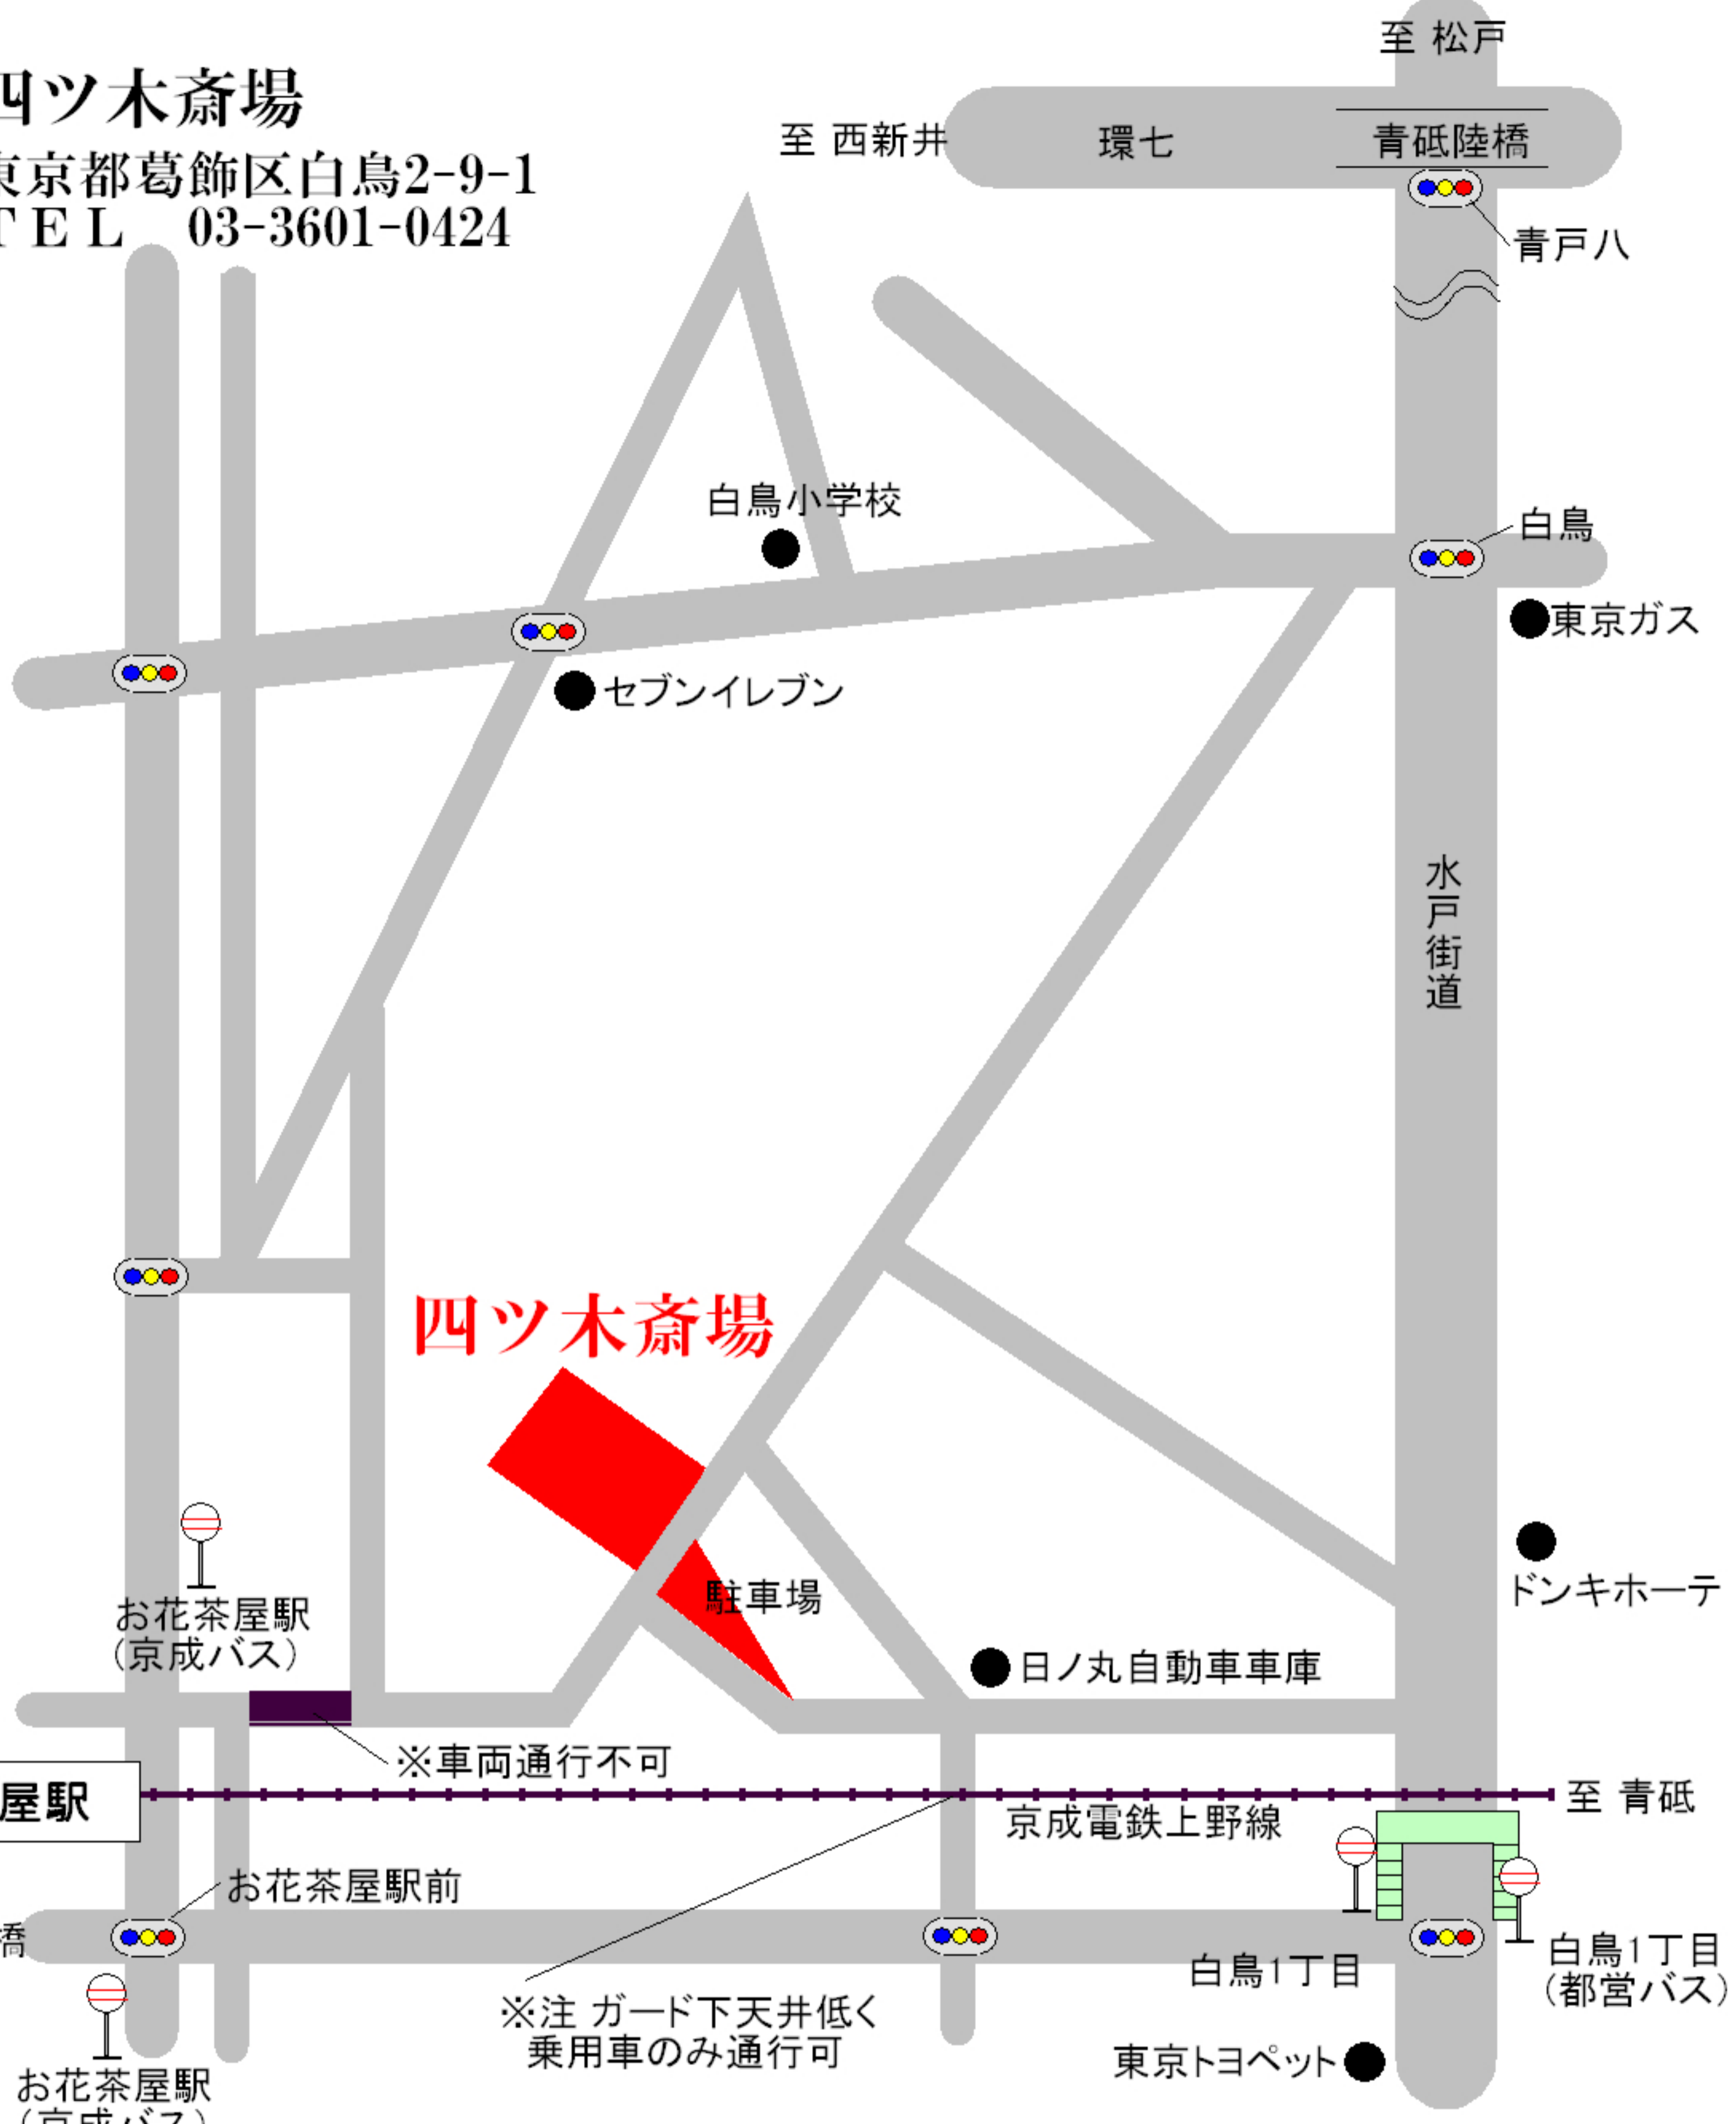 至 松戸
四ツ木斎場
至 西新井
環七
青砥陸橋
東京都葛飾区白鳥2-9-1
TEL 03-3601-0424
青戸八
白鳥小学校
白鳥
東京ガス
セブンイレブン
水戸街道
四ツ木斎場
ドンキホーテ
駐車場
お花茶屋駅
(京成バス)
日ノ丸自動車車庫
※車両通行不可
屋駅
至 青砥
京成電鉄上野線
お花茶屋駅前
橋
白鳥1丁目
白鳥1丁目
(都営バス)
※注 ガード下天井低く
乗用車のみ通行可
東京トヨペット
お花茶屋駅
(京成バス)